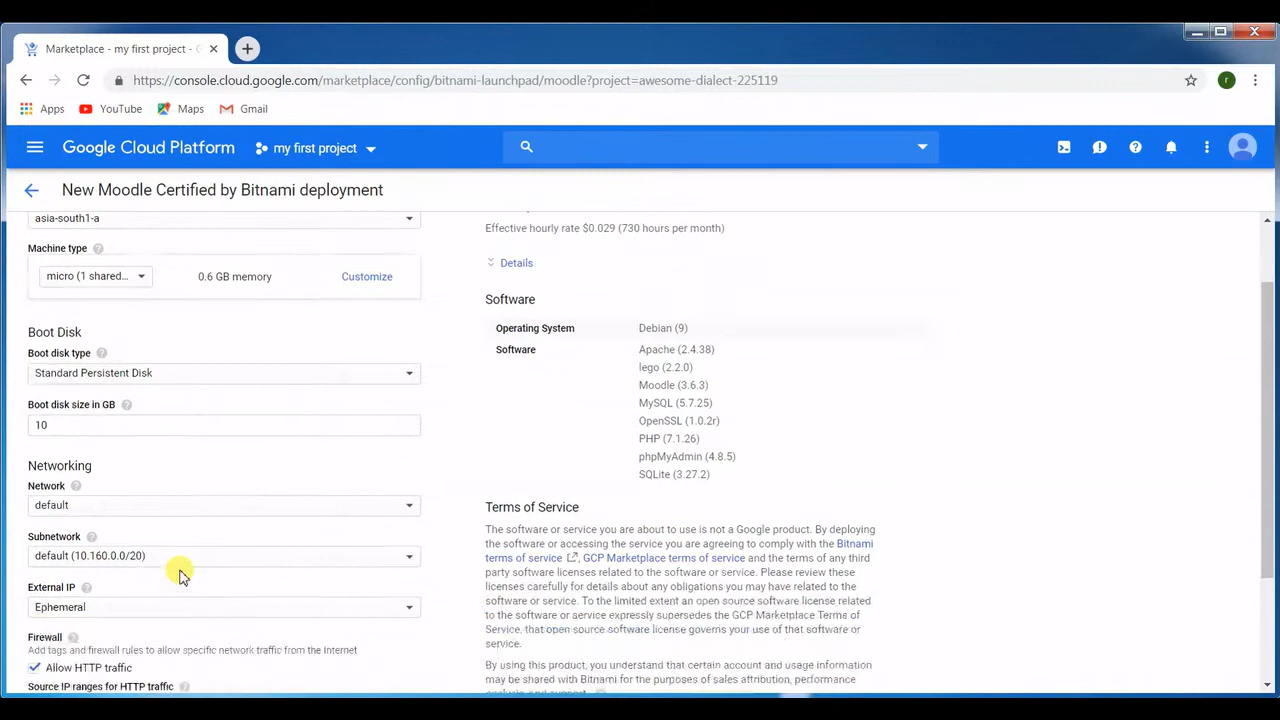 Marketplace - my first project -
https://console.cloud.google.com/marketplace/config/bitnami-launchpad/moodle?project=awesome-dialect-225119
r
Apps
YouTube
Maps
Gmail
Google Cloud Platform
my first project
New Moodle Certified by Bitnami deployment
asia-south1-a
Machine type
micro (1 shared...
0.6 GB memory
Customize
Boot Disk
Boot disk type
Standard Persistent Disk
Boot disk size in GB
10
Networking
Network
default
Subnetwork
default (10.160.0.0/20)
External IP
Ephemeral
Firewall
Add tags and firewall rules to allow specific network traffic from the Internet
Allow HTTP traffic
Source IP ranges for HTTP traffic
Effective hourly rate $0.029 (730 hours per month)
Details
Software
Operating System
Debian (9)
Software
Apache (2.4.38)
lego (2.2.0)
Moodle (3.6.3)
MySQL (5.7.25)
OpenSSL (1.0.2r)
PHP (7.1.26)
phpMyAdmin (4.8.5)
SQLite (3.27.2)
Terms of Service
The software or service you are about to use is not a Google product. By deploying
the software or accessing the service you are agreeing to comply with the Bitnami
terms of service , GCP Marketplace terms of service and the terms of any third
party software licenses related to the software or service. Please review these
licenses carefully for details about any obligations you may have related to the
software or service. To the limited extent an open source software license related
to the software or service expressly supersedes the GCP Marketplace Terms of
Service, that open source software license governs your use of that software or
service.
By using this product, you understand that certain account and usage information
may be shared with Bitnami for the purposes of sales attribution, performance
analysis, and support.